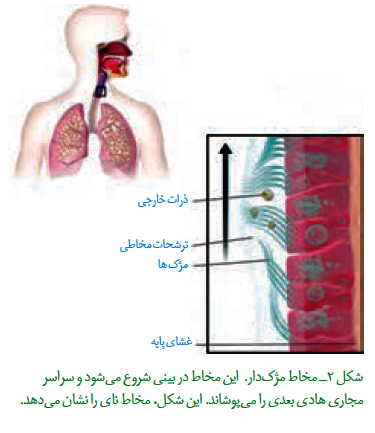 ذرات خارجی
ترشحات مخاطی
مژک‌ها
غشای پایه
شکل ۲ـ مخاط مژک‌دار. این مخاط در بینی شروع می‌شود و سراسر
مجاری هادی بعدی را می‌پوشاند. این شکل، مخاط نای را نشان می‌دهد.